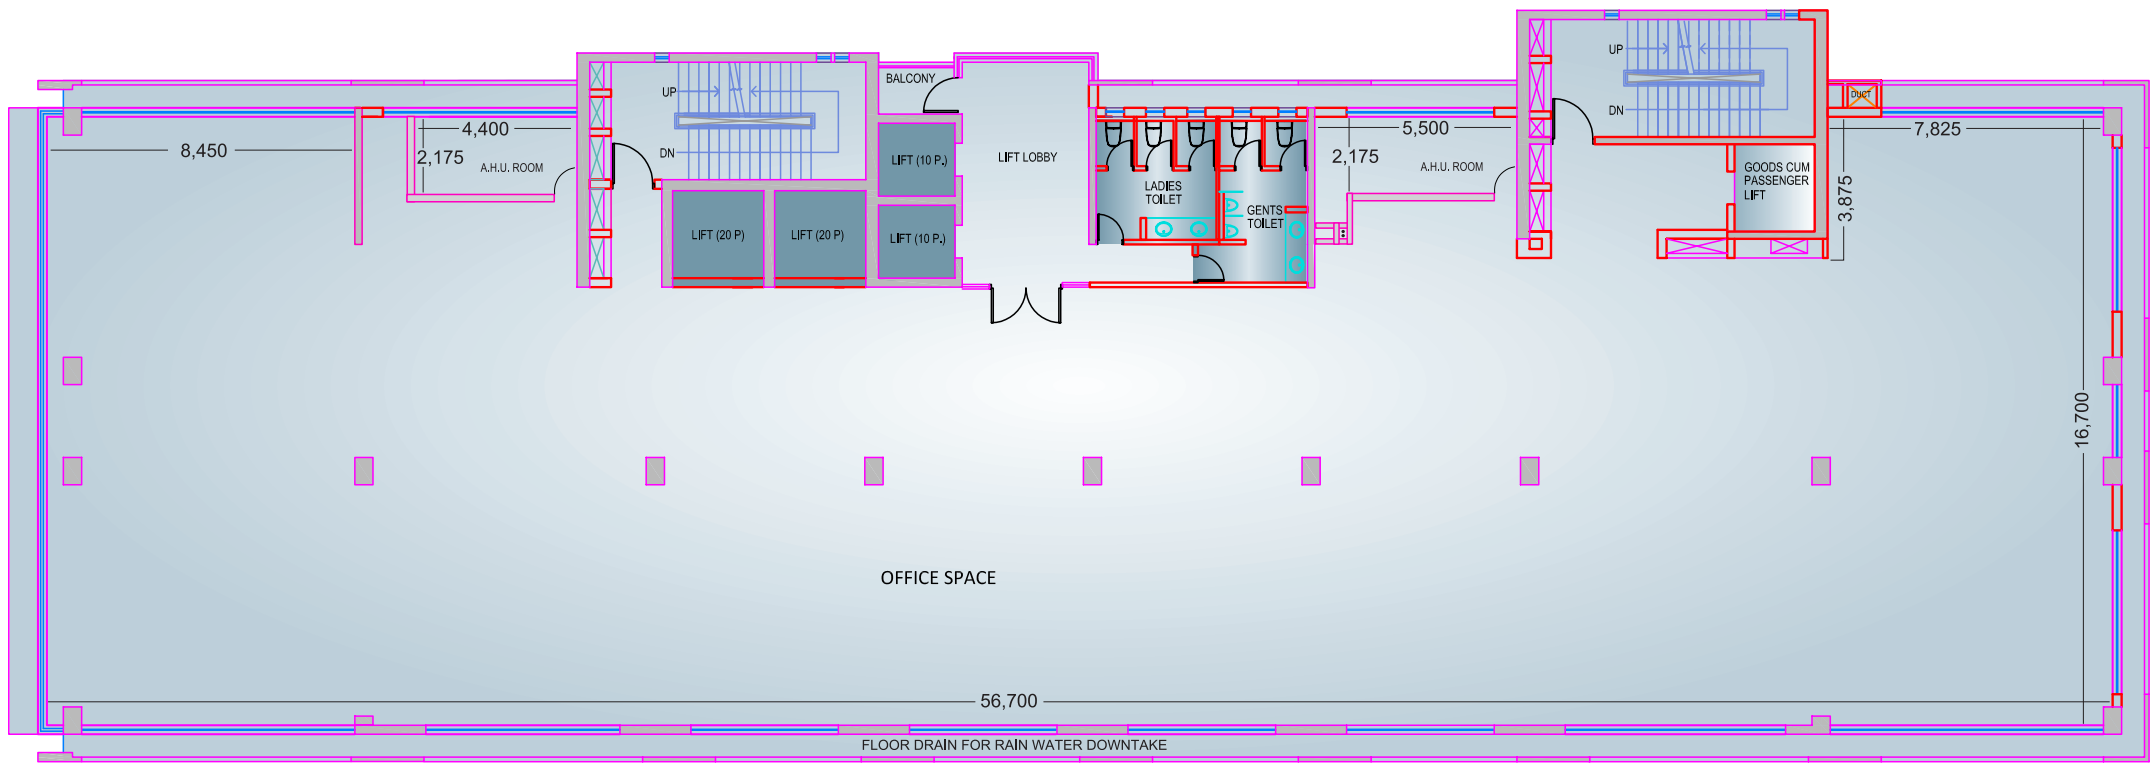 UP
DN
BALCONY
UP
DN
DUCT
4,400
8,450
2,175
A.H.U. ROOM
LIFT (10 P.)
LIFT LOBBY
LADIES
TOILET
GENTS
TOILET
5,500
2,175
A.H.U. ROOM
GOODS CUM
PASSENGER
LIFT
3,875
7,825
LIFT (20 P)
LIFT (20 P)
LIFT (10 P.)
16,700
OFFICE SPACE
56,700
FLOOR DRAIN FOR RAIN WATER DOWNTAKE